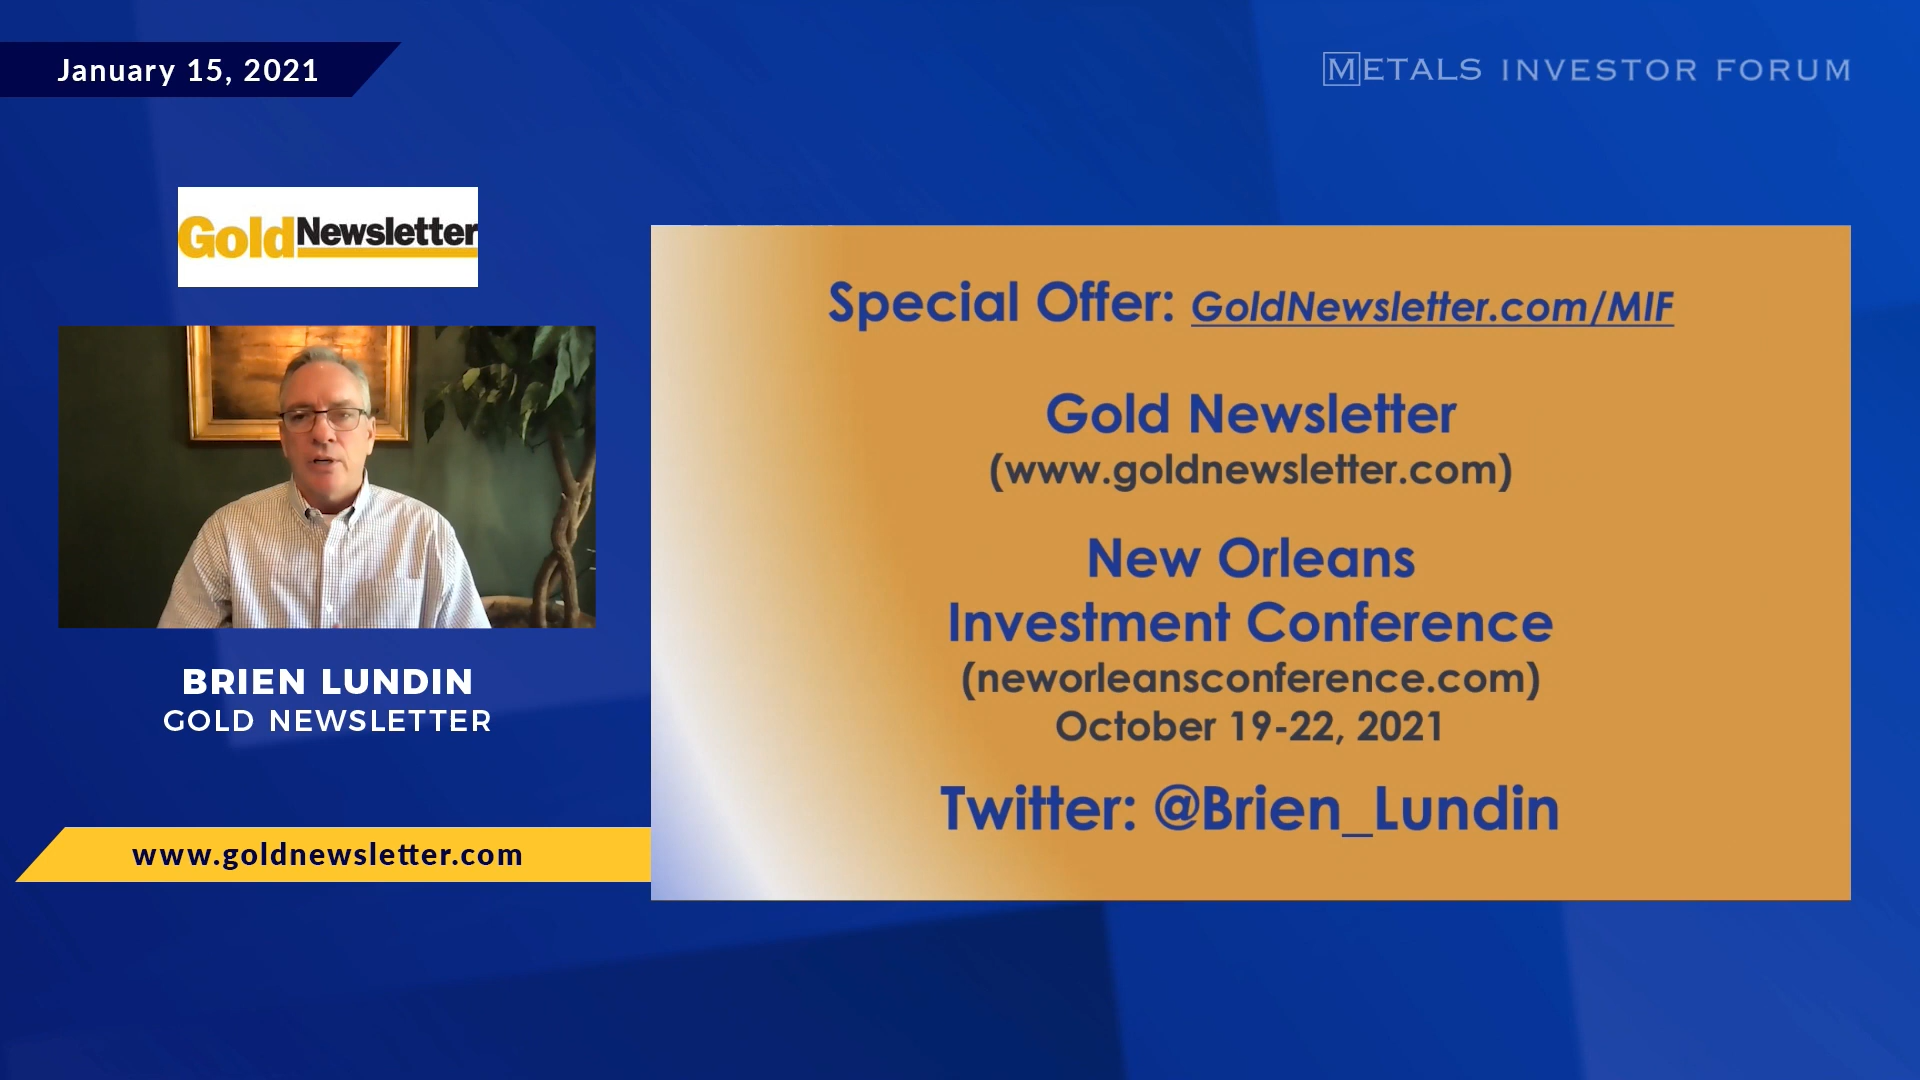 January 15, 2021
METALS INVESTOR FORUM
GoldNewsletter
BRIEN LUNDIN
GOLD NEWSLETTER
www.goldnewsletter.com
Special Offer: GoldNewsletter.com/MIF
Gold Newsletter
(www.goldnewsletter.com)
New Orleans
Investment Conference
(neworleansconference.com)
October 19-22, 2021
Twitter: @Brien_Lundin